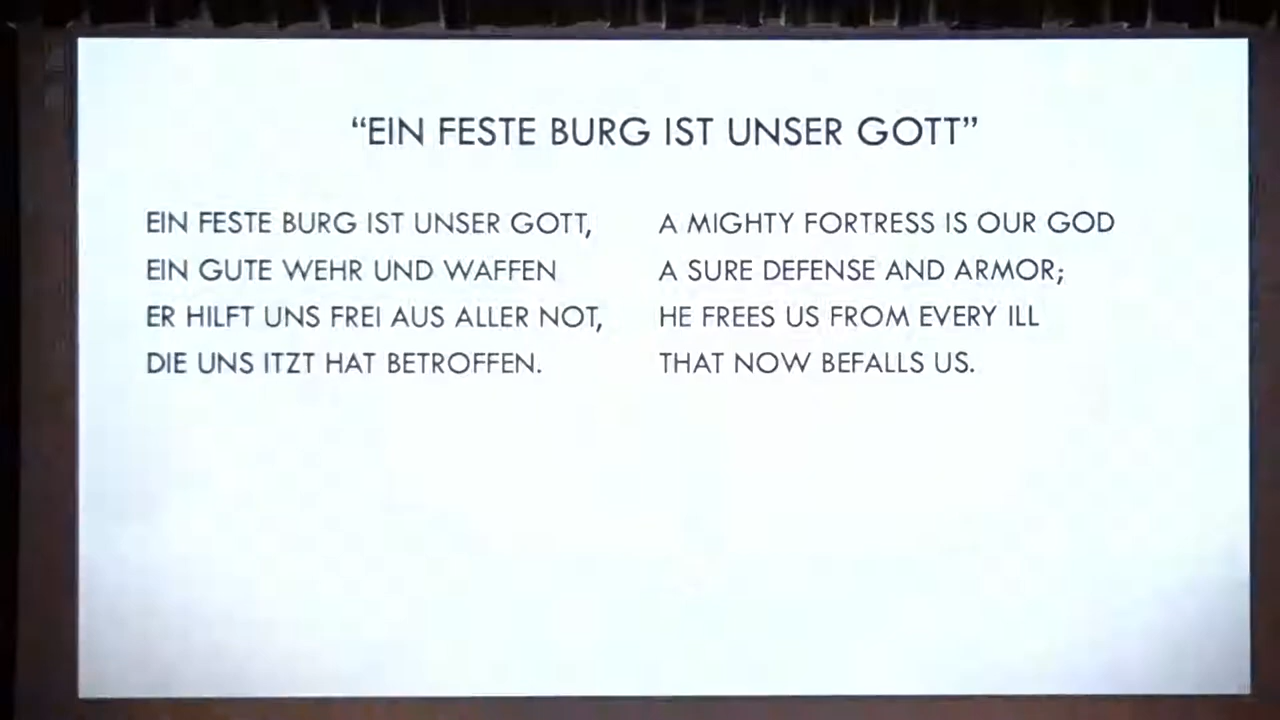 “EIN FESTE BURG IST UNSER GOTT”
EIN FESTE BURG IST UNSER GOTT,
EIN GUTE WEHR UND WAFFEN
ER HILFT UNS FREI AUS ALLER NOT,
DIE UNS ITZT HAT BETROFFEN.
A MIGHTY FORTRESS IS OUR GOD
A SURE DEFENSE AND ARMOR;
HE FREES US FROM EVERY ILL
THAT NOW BEFALLS US.